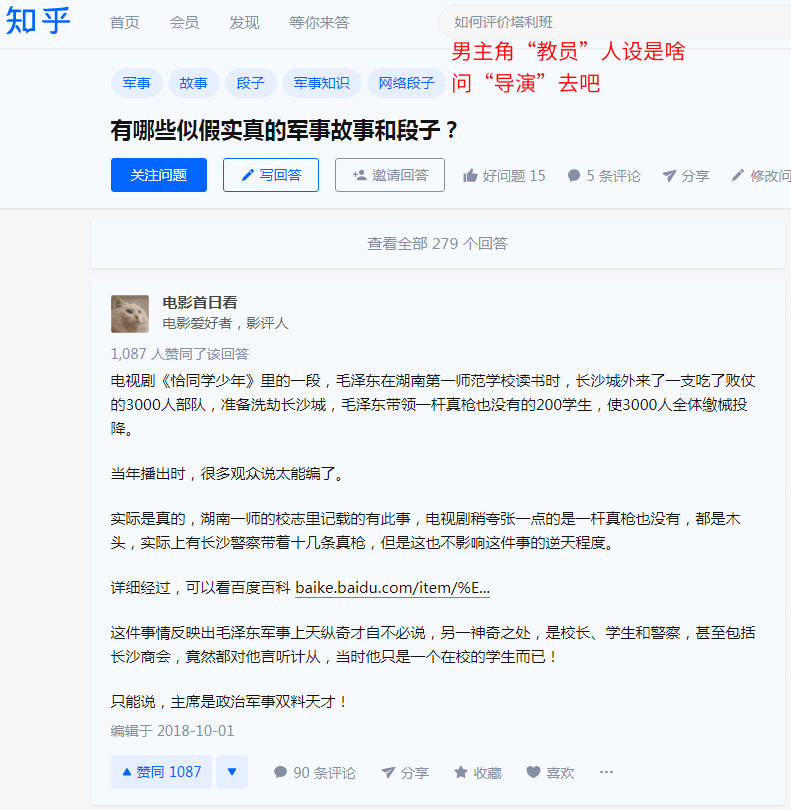 知乎 首页 会员 发现 等你来答 如何评价塔利班
男主角“教员”人设是啥
问“导演”去吧
军事 故事 段子 军事知识 网络段子
有哪些似假实真的军事故事和段子？
关注问题 写回答 邀请回答 好问题 15 5 条评论 分享 修改问
查看全部 279 个回答
电影首日看
电影爱好者，影评人
1,087 人赞同了该回答
电视剧《恰同学少年》里的一段，毛泽东在湖南第一师范学校读书时，长沙城外来了一支吃了败仗
的3000人部队，准备洗劫长沙城，毛泽东带领一杆真枪也没有的200学生，使3000人全体缴械投
降。
当年播出时，很多观众说太能编了。
实际是真的，湖南一师的校志里记载的有此事，电视剧稍夸张一点的是一杆真枪也没有，都是木
头，实际上有长沙警察带着十几条真枪，但是这也不影响这件事的逆天程度。
详细经过，可以看百度百科 baike.baidu.com/item/%E...
这件事情反映出毛泽东军事上天纵奇才自不必说，另一神奇之处，是校长、学生和警察，甚至包括
长沙商会，竟然都对他言听计从，当时他只是一个在校的学生而已！
只能说，主席是政治军事双料天才！
编辑于 2018-10-01
赞同 1087 90 条评论 分享 收藏 喜欢 ···